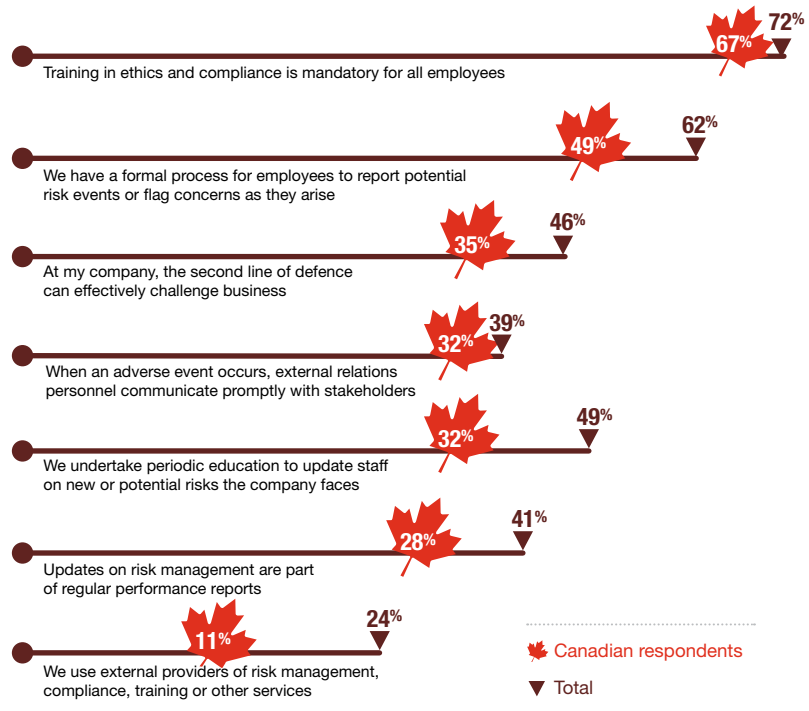 67% 72%
Training in ethics and compliance is mandatory for all employees
49% 62%
We have a formal process for employees to report potential
risk events or flag concerns as they arise
35% 46%
At my company, the second line of defence
can effectively challenge business
32% 39%
When an adverse event occurs, external relations
personnel communicate promptly with stakeholders
32% 49%
We undertake periodic education to update staff
on new or potential risks the company faces
28% 41%
Updates on risk management are part
of regular performance reports
11% 24%
We use external providers of risk management,
compliance, training or other services
Canadian respondents
Total